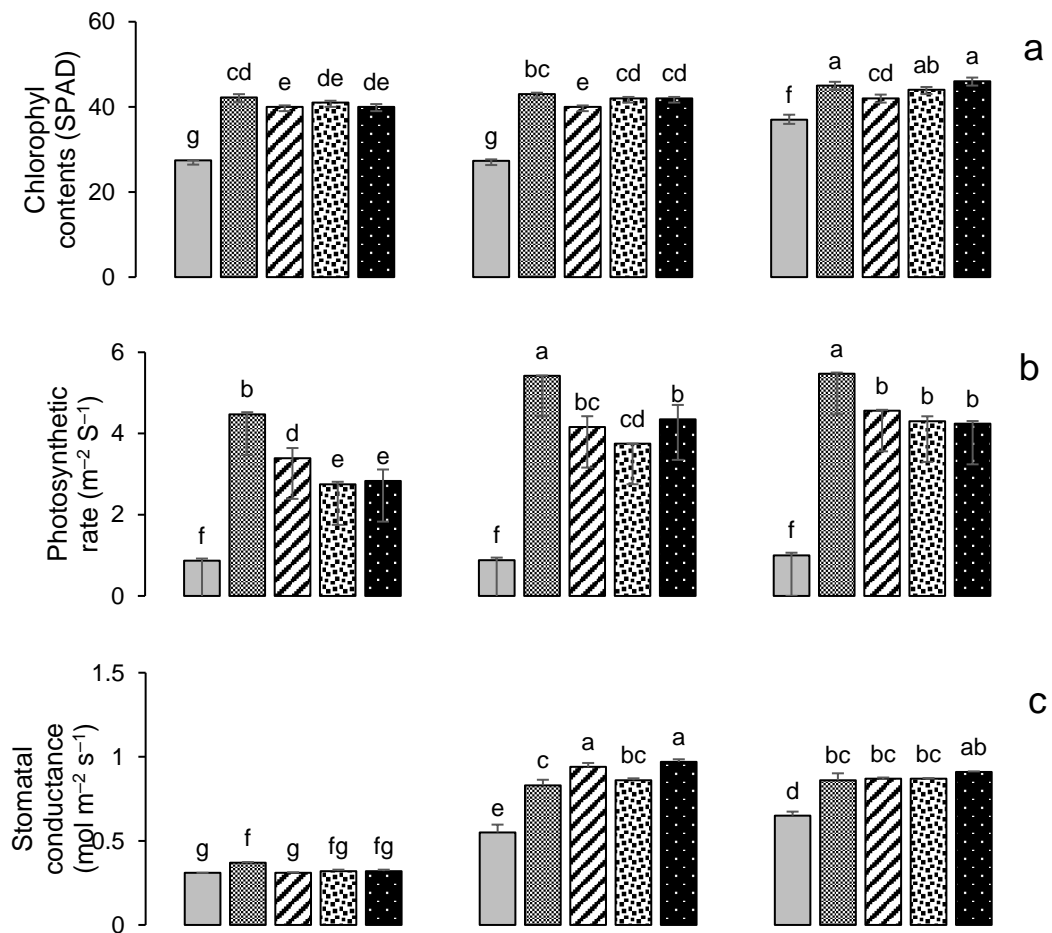 60
40
20
0
Chlorophyl
contents (SPAD)
g cd e de de
g bc e cd cd
f a cd ab a
a
6
4
2
0
Photosynthetic
rate (m⁻² S⁻¹)
f b d e e
f a bc cd b
f a b b b
b
1.5
1
0.5
0
Stomatal
conductance
(mol m⁻² s⁻¹)
g f g fg fg
e c a bc a
d bc bc bc ab
c